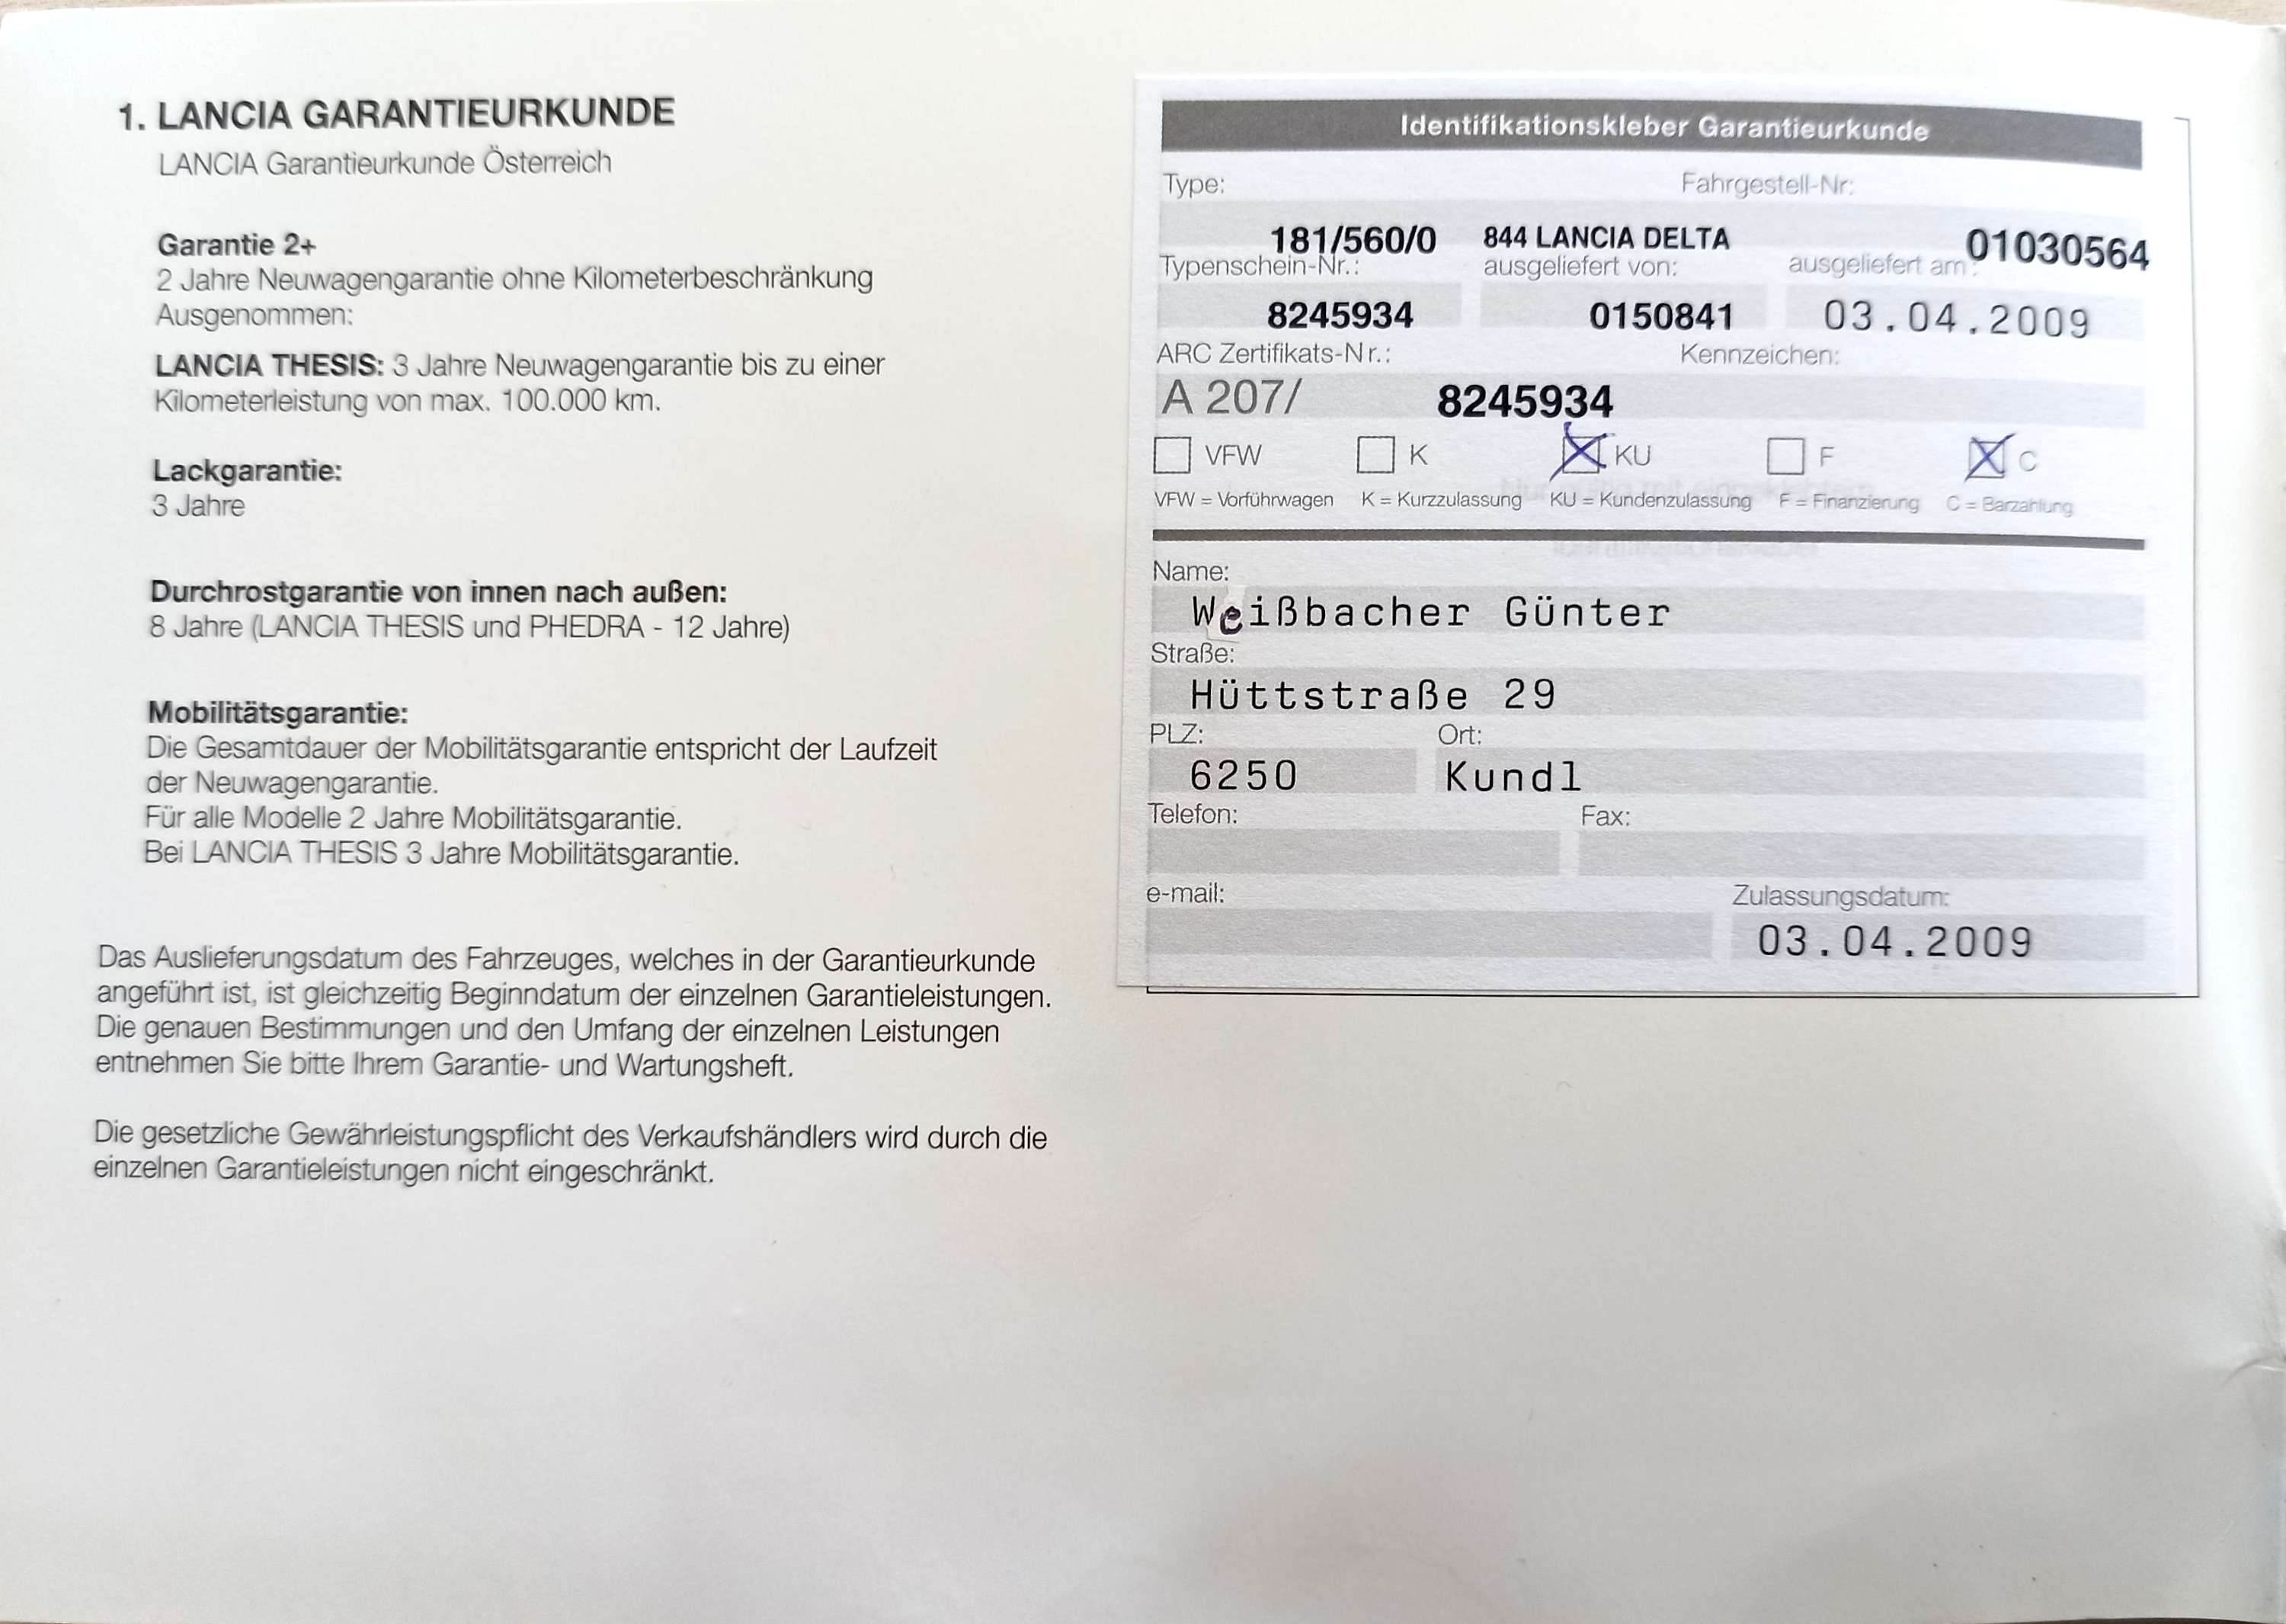 1. LANCIA GARANTIEURKUNDE
LANCIA Garantieurkunde Österreich
Garantie 2+
2 Jahre Neuwagengarantie ohne Kilometerbeschränkung
Ausgenommen:
LANCIA THESIS: 3 Jahre Neuwagengarantie bis zu einer
Kilometerleistung von max. 100.000 km.
Lackgarantie:
3 Jahre
Durchrostgarantie von innen nach außen:
8 Jahre (LANCIA THESIS und PHEDRA - 12 Jahre)
Mobilitätsgarantie:
Die Gesamtdauer der Mobilitätsgarantie entspricht der Laufzeit
der Neuwagengarantie.
Für alle Modelle 2 Jahre Mobilitätsgarantie.
Bei LANCIA THESIS 3 Jahre Mobilitätsgarantie.
Das Auslieferungsdatum des Fahrzeuges, welches in der Garantieurkunde
angeführt ist, ist gleichzeitig Beginndatum der einzelnen Garantieleistungen.
Die genauen Bestimmungen und den Umfang der einzelnen Leistungen
entnehmen Sie bitte Ihrem Garantie- und Wartungsheft.
Die gesetzliche Gewährleistungspflicht des Verkaufshändlers wird durch die
einzelnen Garantieleistungen nicht eingeschränkt.
Identifikationskleber Garantieurkunde
Type: Fahrgestell-Nr:
181/560/0 844 LANCIA DELTA 01030564
Typenschein-Nr.: ausgeliefert von: ausgeliefert am:
8245934 0150841 03.04.2009
ARC Zertifikats-Nr.: Kennzeichen:
A 207/ 8245934
VFW K KU F C
VFW = Vorführwagen K = Kurzzulassung KU = Kundenzulassung F = Finanzierung C = Barzahlung
Name:
Weißbacher Günter
Straße:
Hüttstraße 29
PLZ: Ort:
6250 Kundl
Telefon: Fax:
e-mail: Zulassungsdatum:
03.04.2009